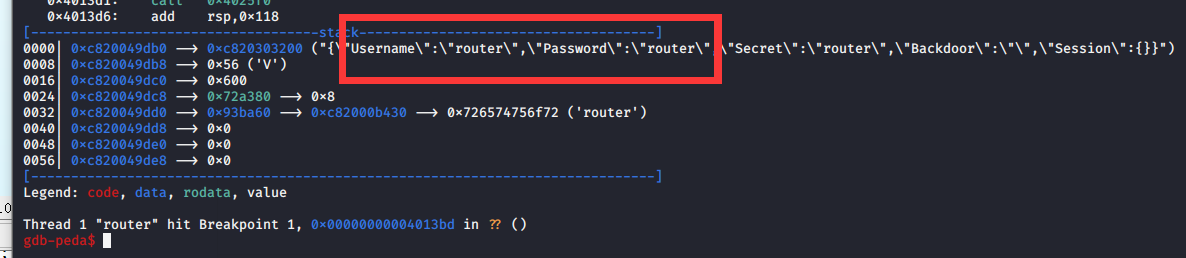 0x4013d1: call 0x4025f0
0x4013d6: add rsp,0x118
[------------------------------------stack-------------------------------------]
0000| 0xc820049db0 --> 0xc820303200 ("{\"Username\":\"router\",\"Password\":\"router\" \"Secret\":\"router\",\"Backdoor\":\"\",\"Session\":{}}")
0008| 0xc820049db8 --> 0x56 ('V')
0016| 0xc820049dc0 --> 0x600
0024| 0xc820049dc8 --> 0x72a380 --> 0x8
0032| 0xc820049dd0 --> 0x93ba60 --> 0xc82000b430 --> 0x726574756f72 ('router')
0040| 0xc820049dd8 --> 0x0
0048| 0xc820049de0 --> 0x0
0056| 0xc820049de8 --> 0x0
[------------------------------------------------------------------------------]
Legend: code, data, rodata, value
Thread 1 "router" hit Breakpoint 1, 0x00000000004013bd in ?? ()
gdb-peda$